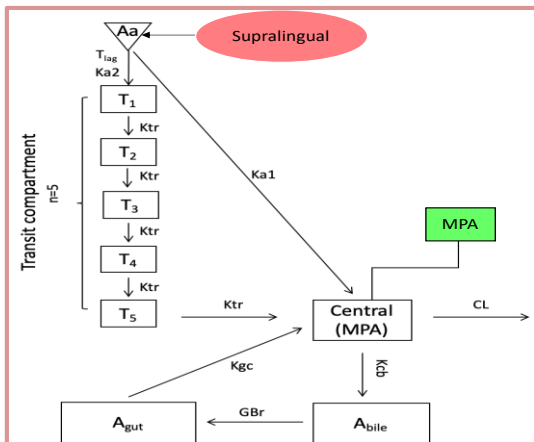 Aa
Supralingual
Tlag
Ka2
T1
Ktr
T2
Ktr
T3
Ktr
T4
Ktr
T5
Transit compartment
n=5
Ka1
MPA
Ktr
Central
(MPA)
CL
Kgc
Kcb
Agut
GBr
Abile